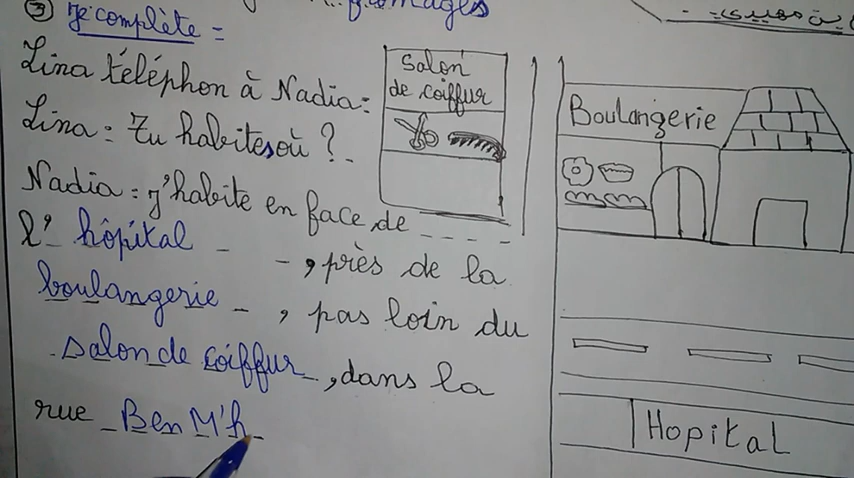 ③ Je complète =
fromages
Lina téléphon à Nadia :
Lina : Tu habites où ?
Nadia : j'habite en face de
l' hôpital , près de la
boulangerie , pas loin du
salon de coiffur , dans la
rue Ben M'h
Salon
de coiffur
Boulangerie
Hopital